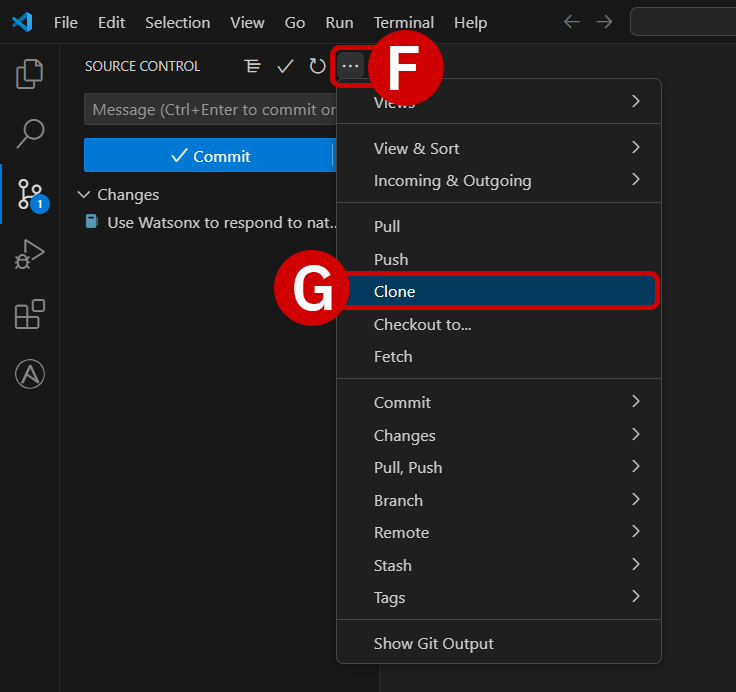 File Edit Selection View Go Run Terminal Help
SOURCE CONTROL ...
F
Message (Ctrl+Enter to commit on
Views
Commit
View & Sort
Changes
Incoming & Outgoing
1
Use Watsonx to respond to nat...
Pull
Push
G
Clone
Checkout to...
Fetch
Commit
Changes
Pull, Push
Branch
Remote
Stash
Tags
Show Git Output